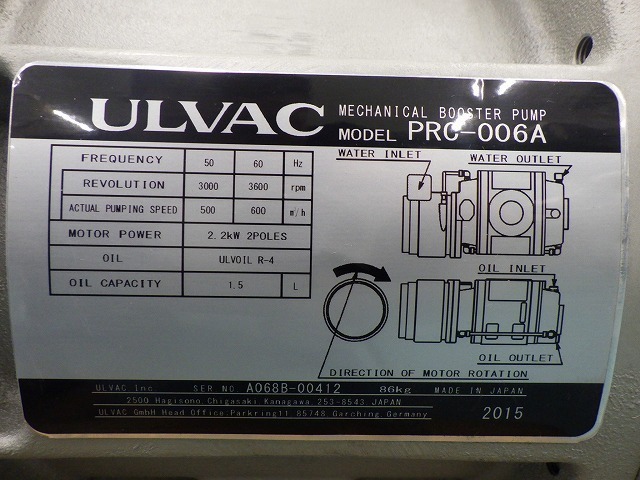 ULVAC
MECHANICAL BOOSTER PUMP
MODEL PRC-006A
FREQUENCY 50 60 Hz
REVOLUTION 3000 3600 rpm
ACTUAL PUMPING SPEED 500 600 m³/h
MOTOR POWER 2.2kW 2POLES
OIL ULVOIL R-4
OIL CAPACITY 1.5 L
WATER INLET WATER OUTLET
OIL INLET
OIL OUTLET
DIRECTION OF MOTOR ROTATION
ULVAC Inc. SER NO. A068B-00412 86kg MADE IN JAPAN
2500 Hagisono.Chigasaki Kanagawa.253-8543.JAPAN
ULVAC GmbH Head Office:Parkring11.85748 Garching.Germany
2015